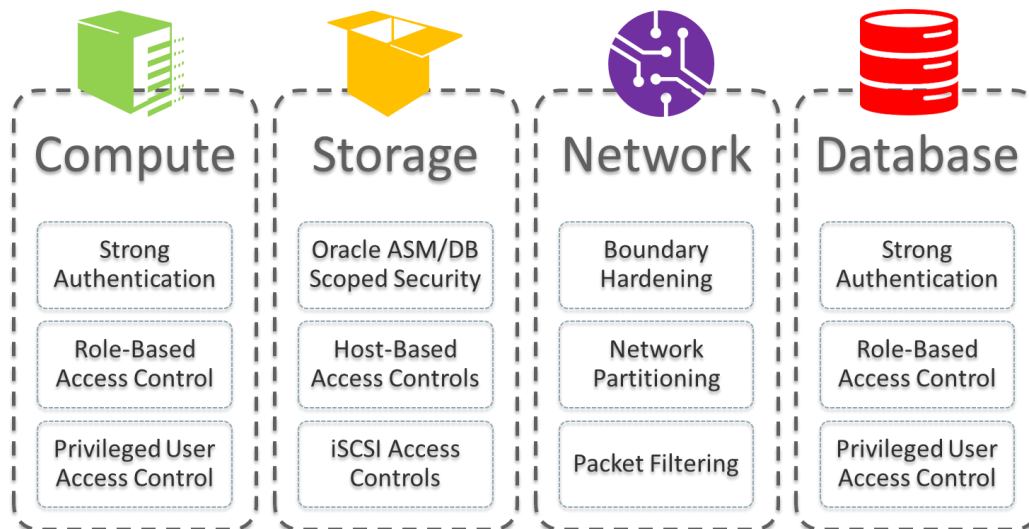 Compute
Strong
Authentication
Role-Based
Access Control
Privileged User
Access Control
Storage
Oracle ASM/DB
Scoped Security
Host-Based
Access Controls
iSCSI Access
Controls
Network
Boundary
Hardening
Network
Partitioning
Packet Filtering
Database
Strong
Authentication
Role-Based
Access Control
Privileged User
Access Control